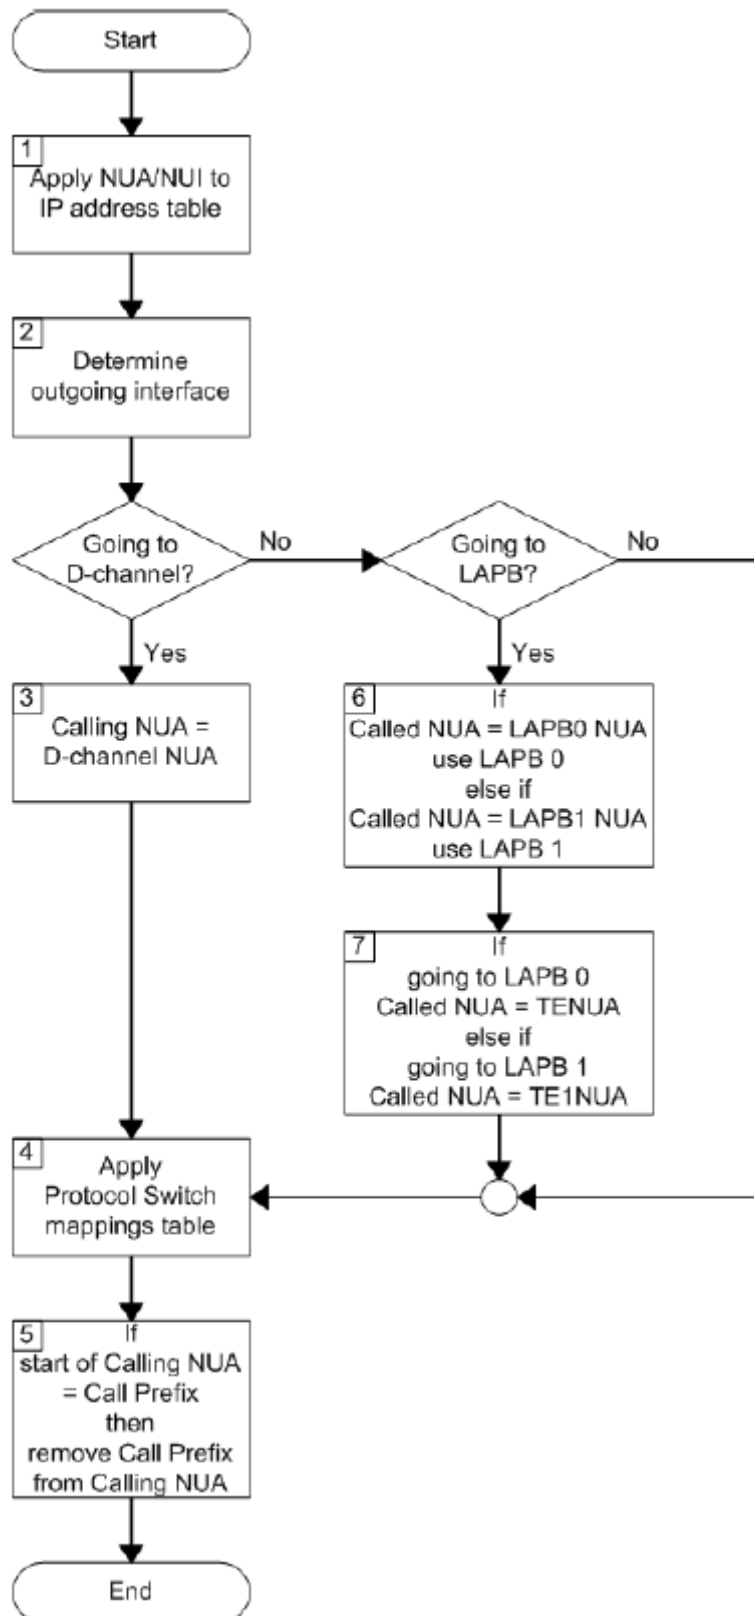 Start
1
Apply NUA/NUI to
IP address table
2
Determine
outgoing interface
Going to
D-channel?
No
Going to
LAPB?
No
Yes
Yes
3
Calling NUA =
D-channel NUA
6
If
Called NUA = LAPB0 NUA
use LAPB 0
else if
Called NUA = LAPB1 NUA
use LAPB 1
7
If
going to LAPB 0
Called NUA = TENUA
else if
going to LAPB 1
Called NUA = TE1NUA
4
Apply
Protocol Switch
mappings table
5
If
start of Calling NUA
= Call Prefix
then
remove Call Prefix
from Calling NUA
End